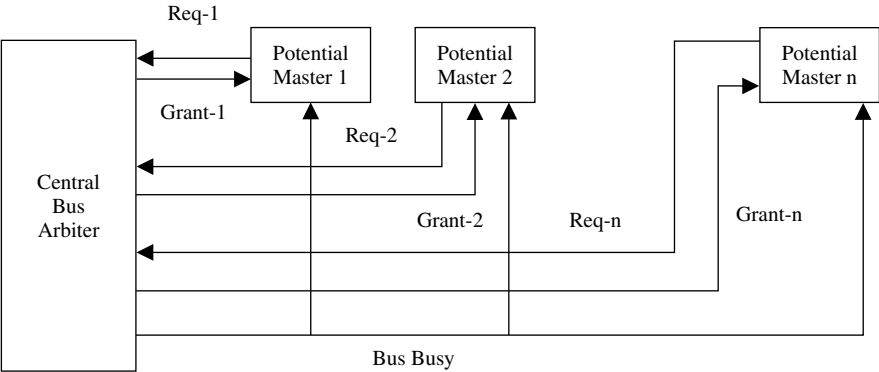 Req-1
Potential
Master 1
Potential
Master 2
Potential
Master n
Grant-1
Req-2
Central
Bus
Arbiter
Grant-2
Req-n
Grant-n
Bus Busy